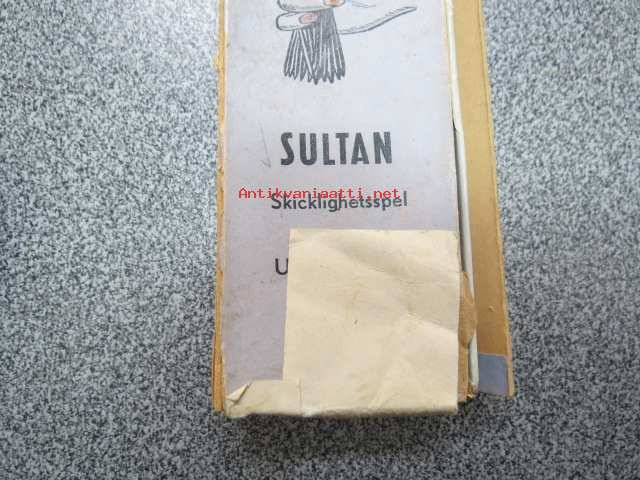 SULTAN
Antikvariaatti.net
Skicklighetsspel
U